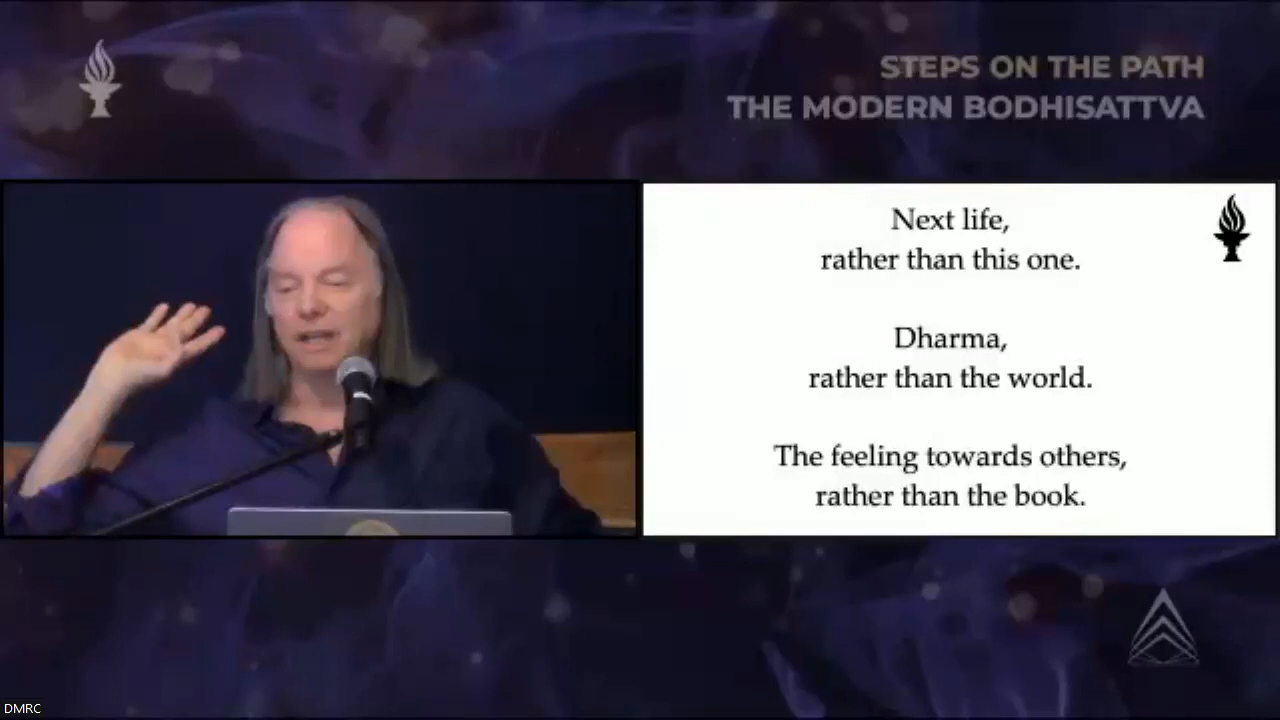 STEPS ON THE PATH
THE MODERN BODHISATTVA
Next life,
rather than this one.
Dharma,
rather than the world.
The feeling towards others,
rather than the book.
DMRC